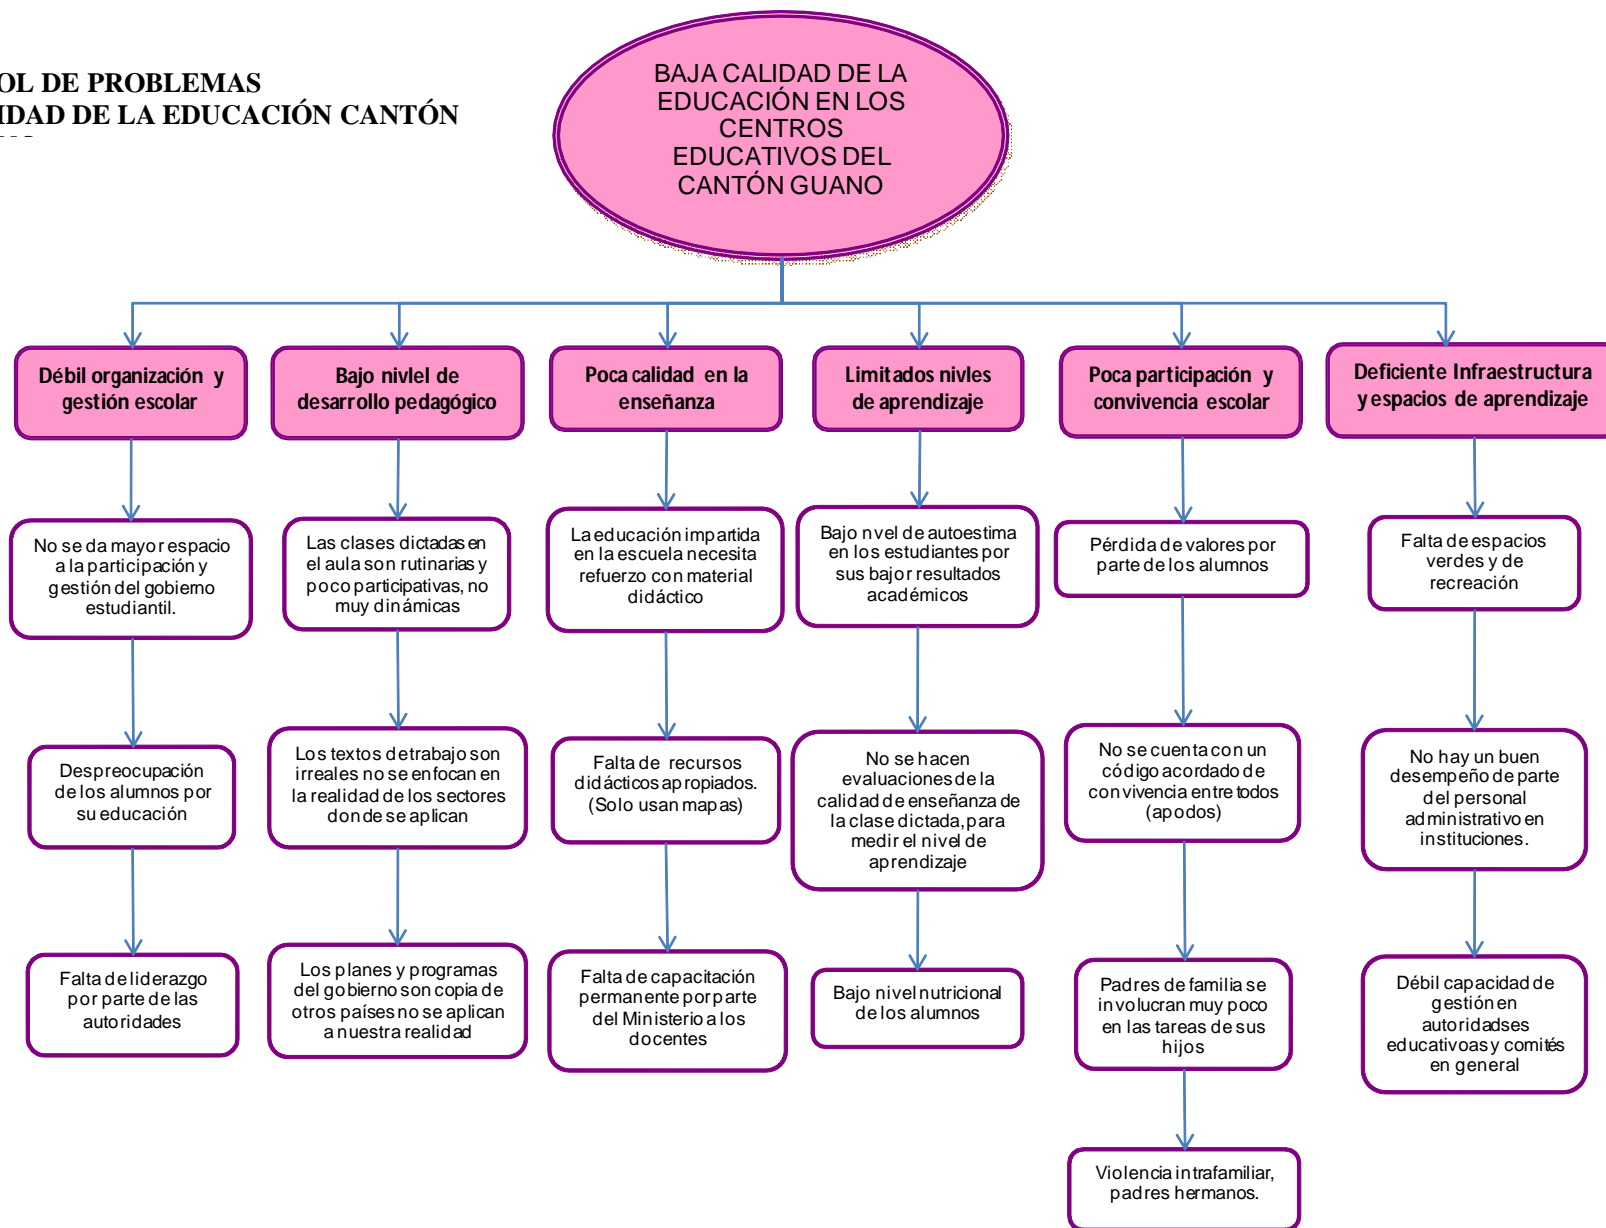 OL DE PROBLEMAS
IDAD DE LA EDUCACIÓN CANTÓN
BAJA CALIDAD DE LA
EDUCACIÓN EN LOS
CENTROS
EDUCATIVOS DEL
CANTÓN GUANO
Débil organización y
gestión escolar
No se da mayor espacio
a la participación y
gestión del gobierno
estudiantil.
Despreocupación
de los alumnos por
su educación
Falta de liderazgo
por parte de las
autoridades
Bajo nivlel de
desarrollo pedagógico
Las clases dictadas en
el aula son rutinarias y
poco participativas, no
muy dinámicas
Los textos de trabajo son
irreales no se enfocan en
la realidad de los sectores
donde se aplican
Los planes y programas
del gobierno son copia de
otros países no se aplican
a nuestra realidad
Poca calidad en la
enseñanza
La educación impartida
en la escuela necesita
refuerzo con material
didáctico
Falta de recursos
didácticos apropiados.
(Solo usan mapas)
Falta de capacitación
permanente por parte
del Ministerio a los
docentes
Limitados nivles
de aprendizaje
Bajo nvel de autoestima
en los estudiantes por
sus bajor resultados
académicos
No se hacen
evaluaciones de la
calidad de enseñanza de
la clase dictada, para
medir el nivel de
aprendizaje
Bajo nivel nutricional
de los alumnos
Poca participación y
convivencia escolar
Pérdida de valores por
parte de los alumnos
No se cuenta con un
código acordado de
convivencia entre todos
(apodos)
Padres de familia se
involucran muy poco
en las tareas de sus
hijos
Violencia intrafamiliar,
padres hermanos.
Deficiente Infraestructura
y espacios de aprendizaje
Falta de espacios
verdes y de
recreación
No hay un buen
desempeño de parte
del personal
administrativo en
instituciones.
Débil capacidad de
gestión en
autoridadses
educativoas y comités
en general